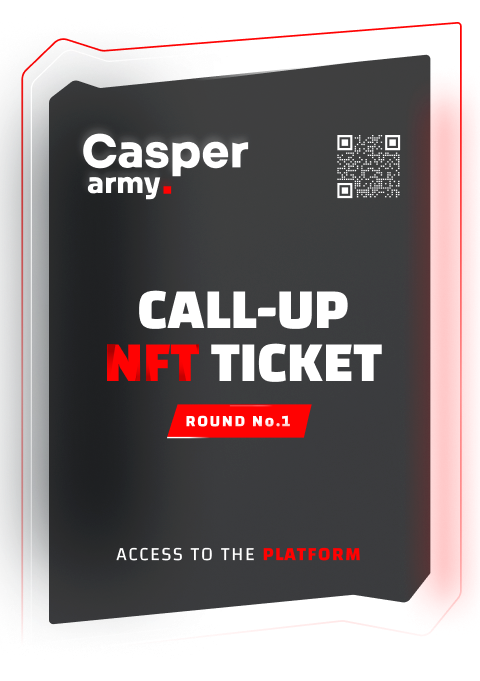 Casper
army.
CALL-UP
NFT TICKET
ROUND No.1
ACCESS TO THE PLATFORM